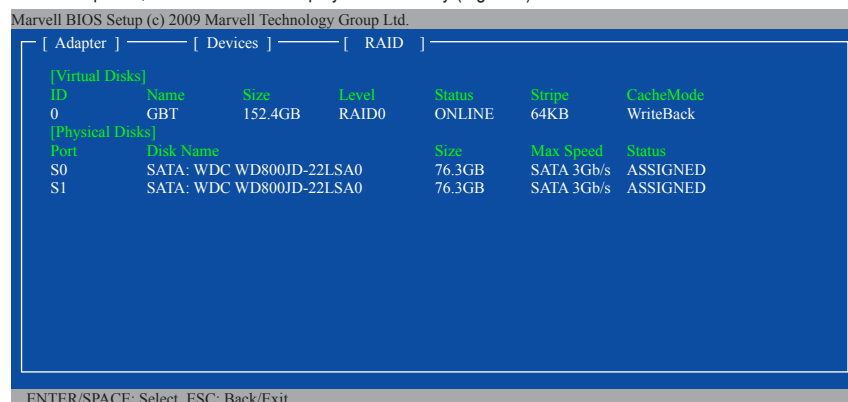 Marvell BIOS Setup (c) 2009 Marvell Technology Group Ltd.
[ Adapter ] [ Devices ] [ RAID ]
[Virtual Disks]
ID Name Size Level Status Stripe CacheMode
0 GBT 152.4GB RAID0 ONLINE 64KB WriteBack
[Physical Disks]
Port Disk Name Size Max Speed Status
S0 SATA: WDC WD800JD-22LSA0 76.3GB SATA 3Gb/s ASSIGNED
S1 SATA: WDC WD800JD-22LSA0 76.3GB SATA 3Gb/s ASSIGNED
ENTER/SPACE: Select, ESC: Back/Exit